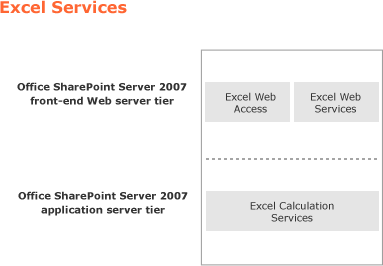 Excel Services
Office SharePoint Server 2007
front-end Web server tier
Excel Web
Access
Excel Web
Services
Office SharePoint Server 2007
application server tier
Excel Calculation
Services